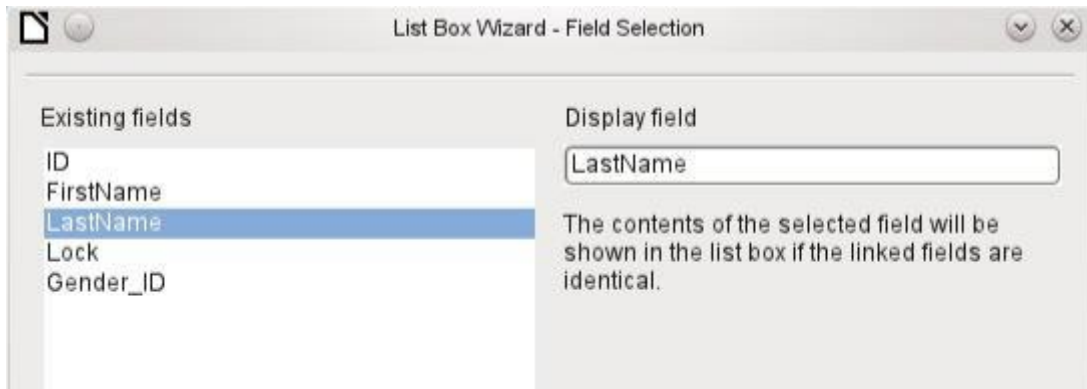 List Box Wizard - Field Selection
Existing fields
ID
FirstName
LastName
Lock
Gender_ID
Display field
LastName
The contents of the selected field will be
shown in the list box if the linked fields are
identical.